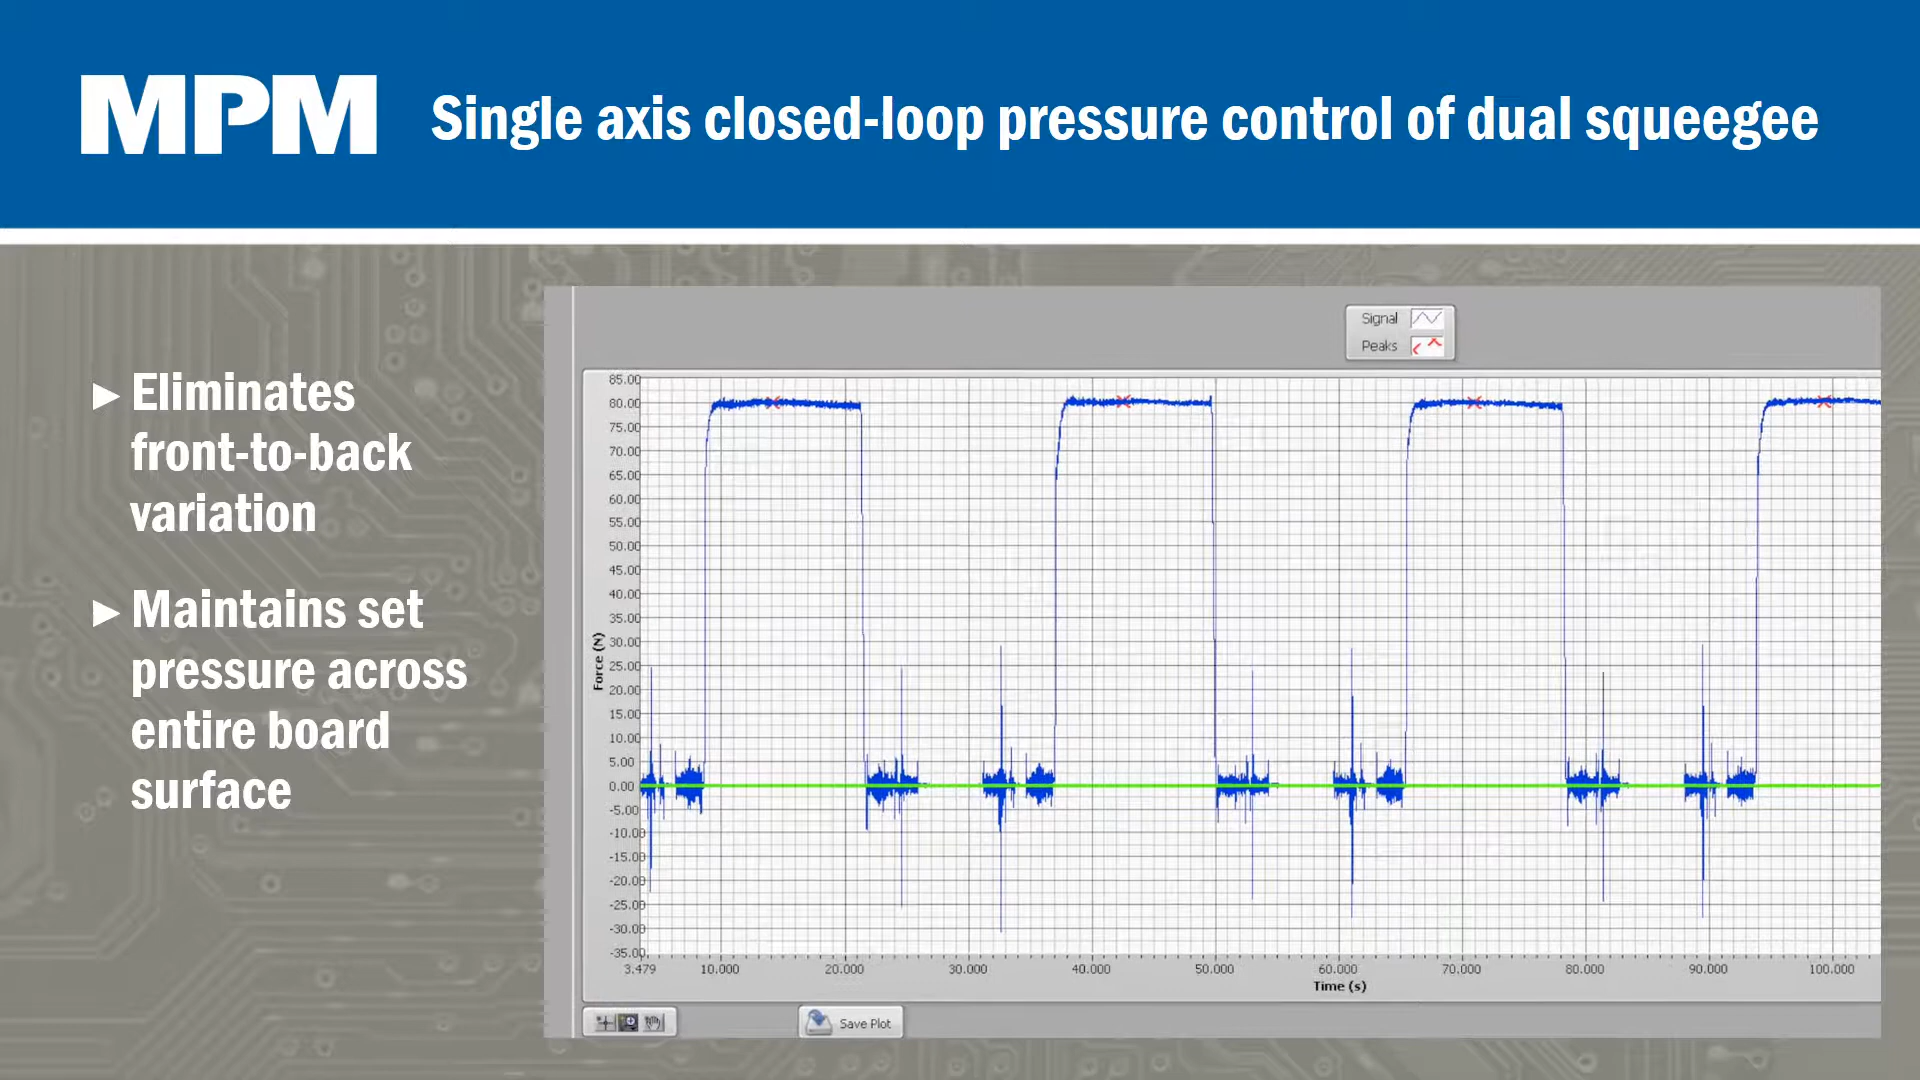 MPM
Single axis closed-loop pressure control of dual squeegee
►Eliminates
front-to-back
variation
►Maintains set
pressure across
entire board
surface
Signal
Peaks
85.00
80.00
75.00
70.00
65.00
60.00
55.00
50.00
45.00
40.00
35.00
30.00
25.00
20.00
15.00
10.00
5.00
0.00
-5.00
-10.00
-15.00
-20.00
-25.00
-30.00
-35.00
Force (N)
3.479 10.000 20.000 30.000 40.000 50.000 60.000 70.000 80.000 90.000 100.000
Time (s)
Save Plot